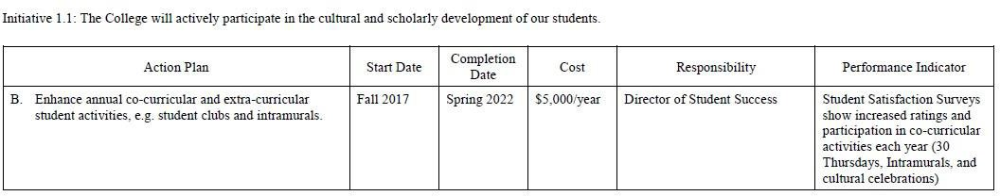 Initiative 1.1: The College will actively participate in the cultural and scholarly development of our students.
Action Plan
Start Date
Completion
Date
Cost
Responsibility
Performance Indicator
B. Enhance annual co-curricular and extra-curricular
student activities, e.g. student clubs and intramurals.
Fall 2017
Spring 2022
$5,000/year
Director of Student Success
Student Satisfaction Surveys
show increased ratings and
participation in co-curricular
activities each year (30
Thursdays, Intramurals, and
cultural celebrations)